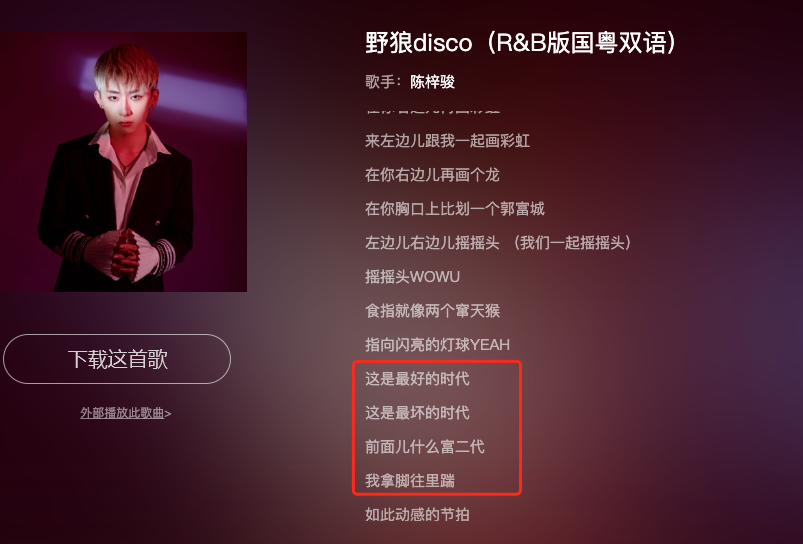 野狼disco（R&B版国粤双语）
歌手：陈梓骏
来左边儿跟我一起画彩虹
在你右边儿再画个龙
在你胸口上比划一个郭富城
左边儿右边儿摇摇头 （我们一起摇摇头）
摇摇头WOWU
食指就像两个窜天猴
指向闪亮的灯球YEAH
这是最好的时代
这是最坏的时代
前面儿什么富二代
我拿脚往里踹
如此动感的节拍
下载这首歌
外部播放此歌曲>